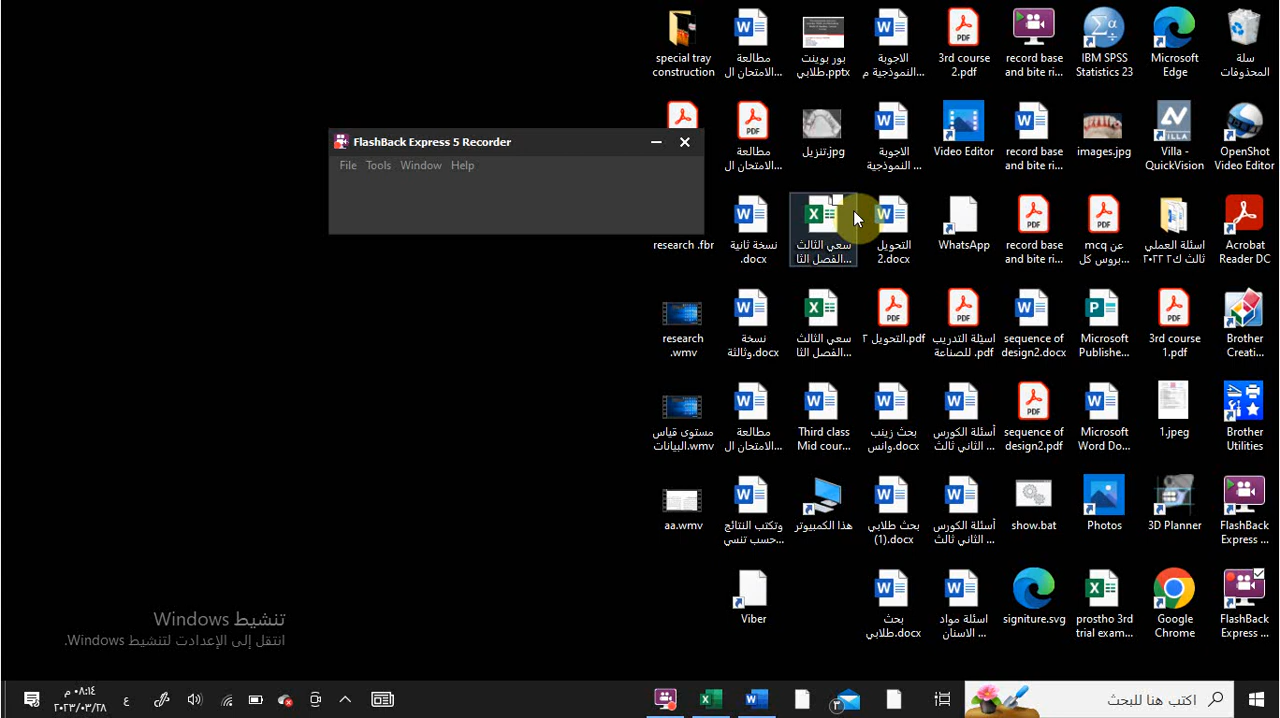 special tray
construction
مطالعة
الامتحان ال...
بور بوينت
طلابي.pptx
الاجوبة
النموذجية م...
3rd course
2.pdf
record base
and bite ri...
IBM SPSS
Statistics 23
Microsoft
Edge
سلة
المحذوفات
FlashBack Express 5 Recorder
File Tools Window Help
مطالعة
الامتحان ال...
تنزيل.jpg
الاجوبة
النموذجية ...
Video Editor
record base
and bite ri...
images.jpg
Villa -
QuickVision
OpenShot
Video Editor
research .fbr
نسخة ثانية
.docx
سعي الثالث
الفصل الثا...
التحويل
2.docx
WhatsApp
record base
and bite ri...
mcq عن
بروس كل...
اسئلة العملي
ثالث ك٢ ٢٠٢٢
Acrobat
Reader DC
research
.wmv
نسخة
وثالثة.docx
سعي الثالث
الفصل الثا...
التحويل ٢.pdf
اسئلة التدريب
للصناعة .pdf
sequence of
design2.docx
Microsoft
Publishe...
3rd course
1.pdf
Brother
Creati...
مستوى قياس
البيانات.wmv
مطالعة
الامتحان ال...
Third class
Mid cour...
بحث زينب
وانس.docx
أسئلة الكورس
الثاني ثالث...
sequence of
design2.pdf
Microsoft
Word Do...
1.jpeg
Brother
Utilities
aa.wmv
وتكتب النتائج
حسب تنسي...
هذا الكمبيوتر
بحث طلابي
(1).docx
أسئلة الكورس
الثاني ثالث ...
show.bat
Photos
3D Planner
FlashBack
Express ...
Viber
بحث
طلابي.docx
اسئلة مواد
الاسنان ...
signiture.svg
prostho 3rd
trial exam...
Google
Chrome
FlashBack
Express ...
تنشيط Windows
انتقل إلى الإعدادت لتنشيط Windows.
٠٨:١٤ م
٢٠٢٣/٠٣/٢٨
ع
٣
اكتب هنا للبحث